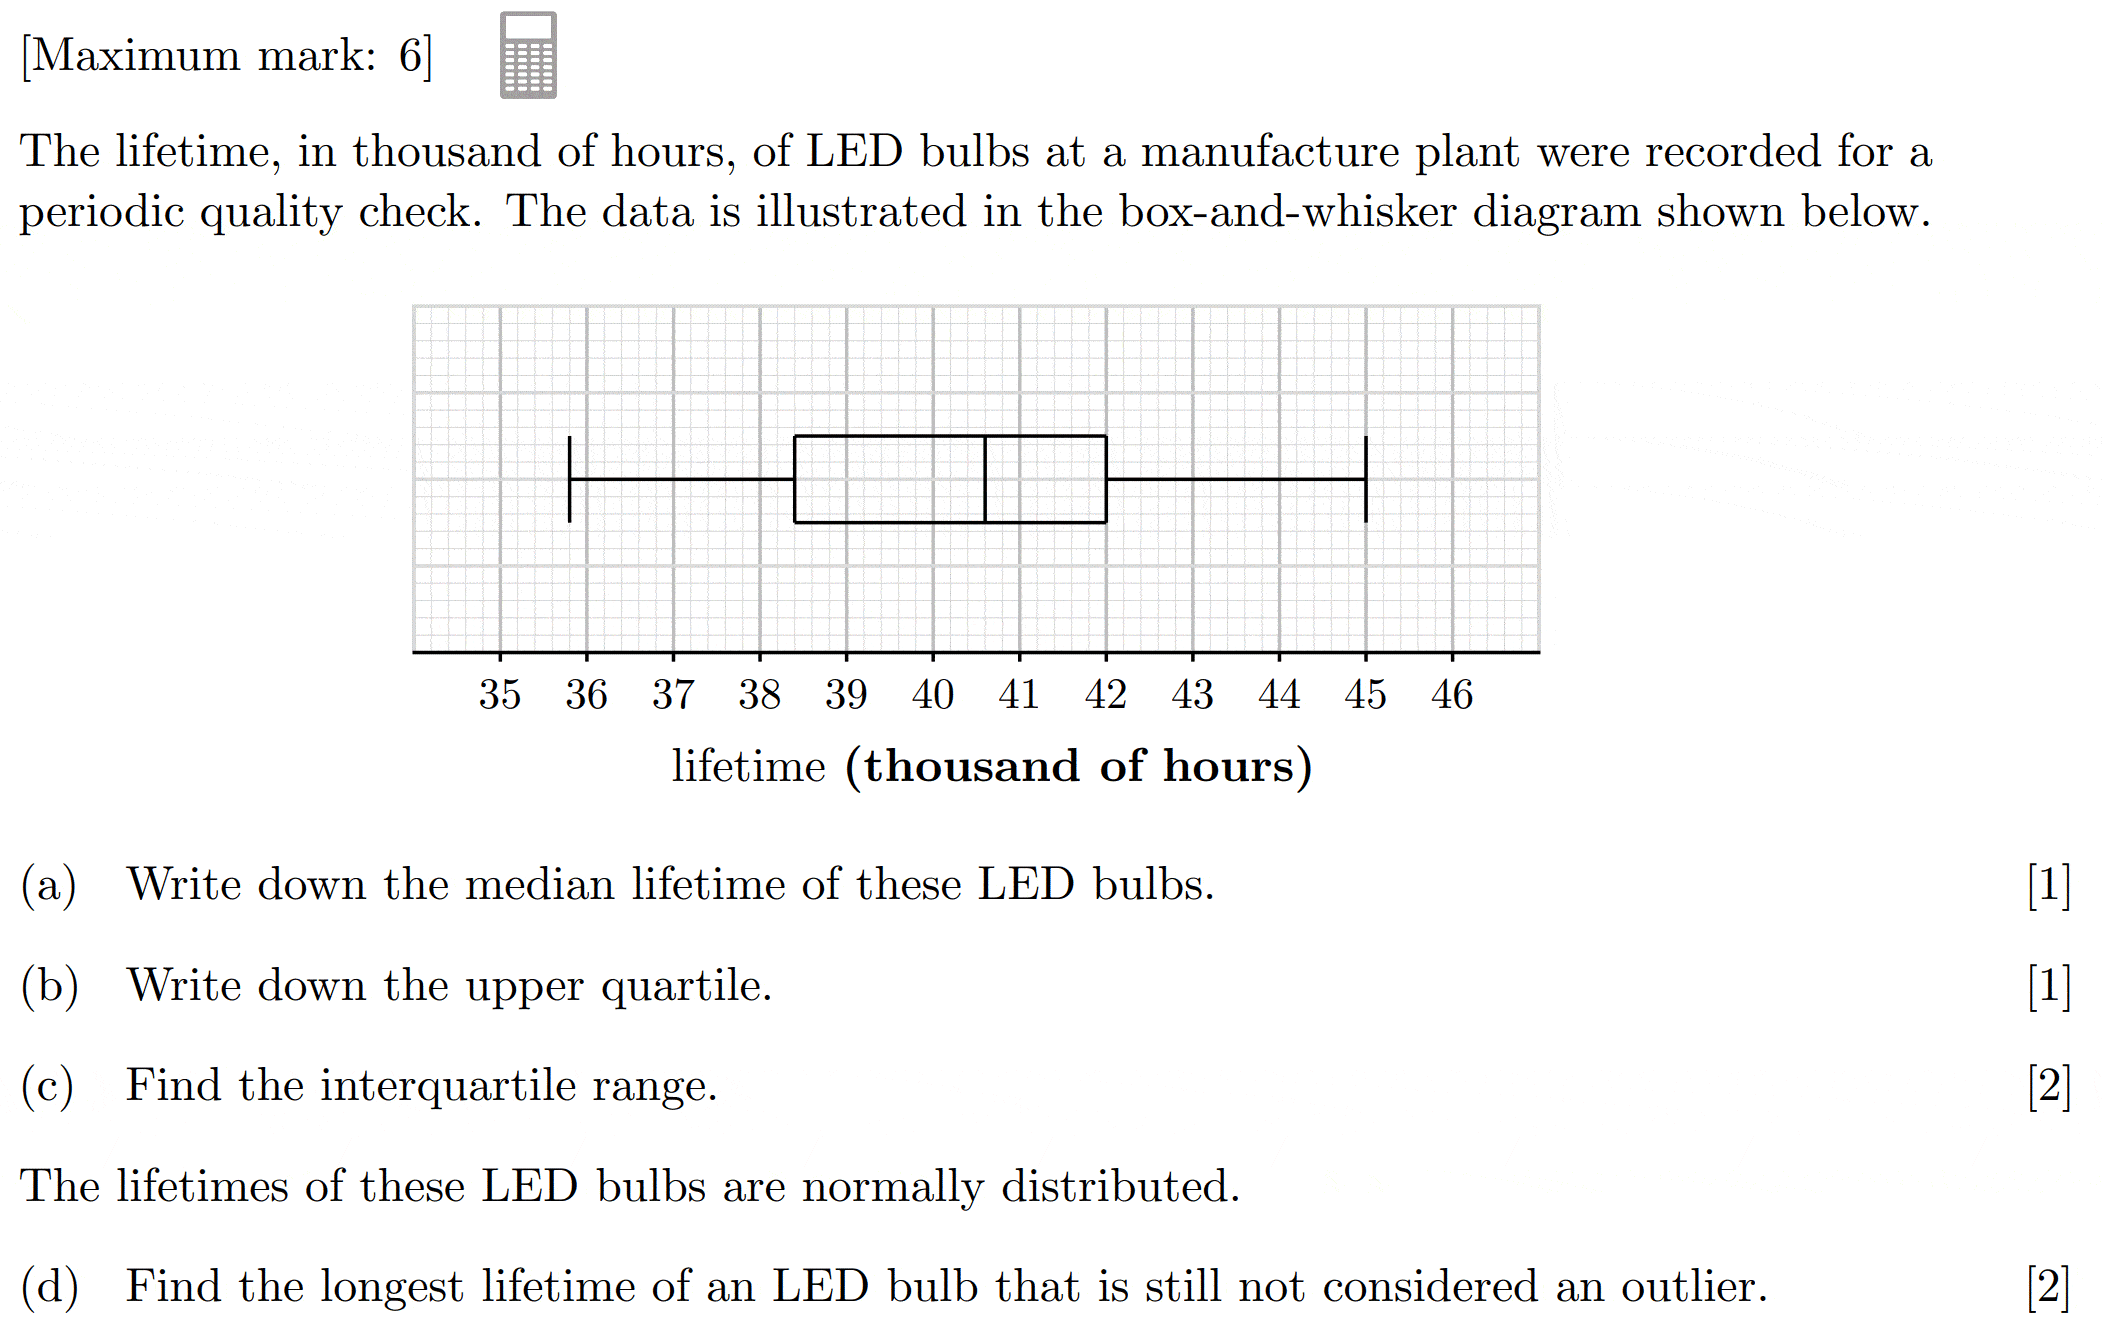 [Maximum mark: 6]
The lifetime, in thousand of hours, of LED bulbs at a manufacture plant were recorded for a
periodic quality check. The data is illustrated in the box-and-whisker diagram shown below.
35 36 37 38 39 40 41 42 43 44 45 46
lifetime (thousand of hours)
(a) Write down the median lifetime of these LED bulbs. [1]
(b) Write down the upper quartile. [1]
(c) Find the interquartile range. [2]
The lifetimes of these LED bulbs are normally distributed.
(d) Find the longest lifetime of an LED bulb that is still not considered an outlier. [2]